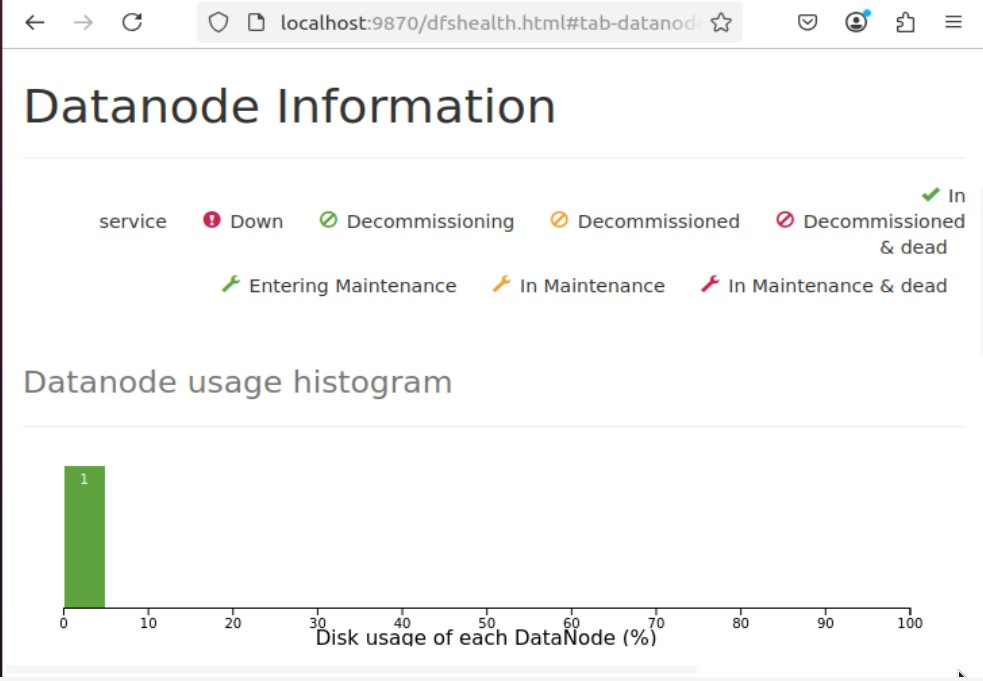 localhost:9870/dfshealth.html#tab-datanode
Datanode Information
In
service Down Decommissioning Decommissioned Decommissioned
& dead
Entering Maintenance In Maintenance In Maintenance & dead
Datanode usage histogram
1
0 10 20 30 40 50 60 70 80 90 100
Disk usage of each DataNode (%)